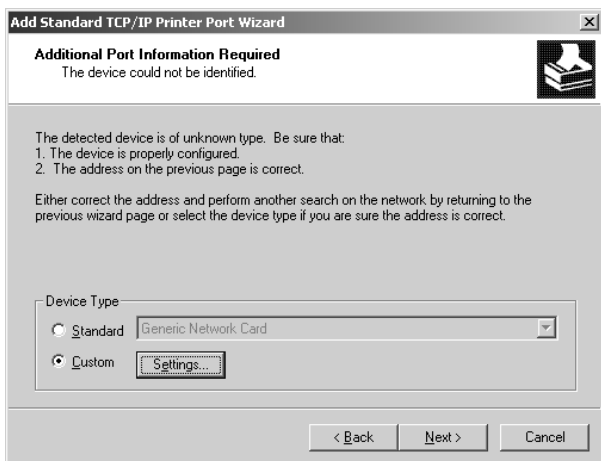 Add Standard TCP/IP Printer Port Wizard
Additional Port Information Required
The device could not be identified.
The detected device is of unknown type.  Be sure that:
1. The device is properly configured.
2.  The address on the previous page is correct.
Either correct the address and perform another search on the network by returning to the
previous wizard page or select the device type if you are sure the address is correct.
Device Type
Standard Generic Network Card
Custom Settings...
< Back Next > Cancel